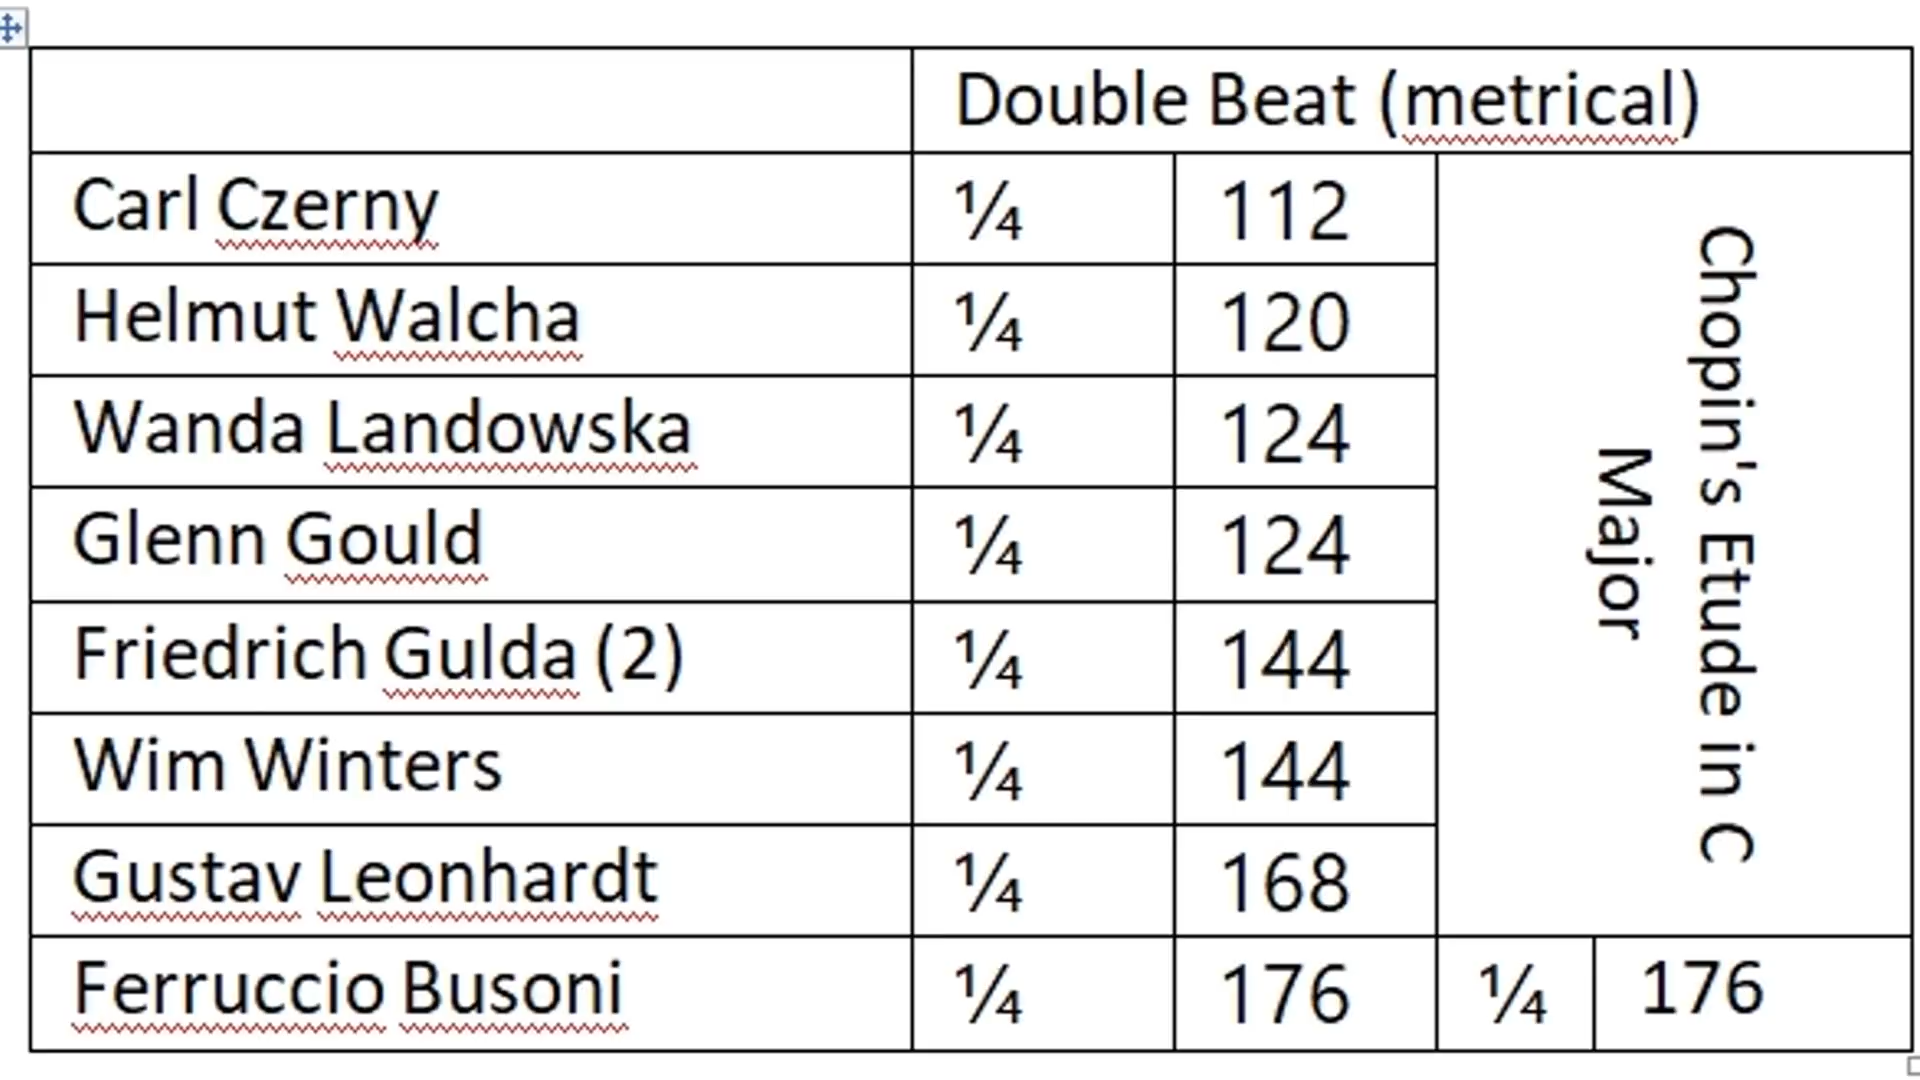 Double Beat (metrical)
Carl Czerny ¼ 112
Helmut Walcha ¼ 120
Wanda Landowska ¼ 124
Glenn Gould ¼ 124
Friedrich Gulda (2) ¼ 144
Wim Winters ¼ 144
Gustav Leonhardt ¼ 168
Chopin's Etude in C
Major
Ferruccio Busoni ¼ 176 ¼ 176